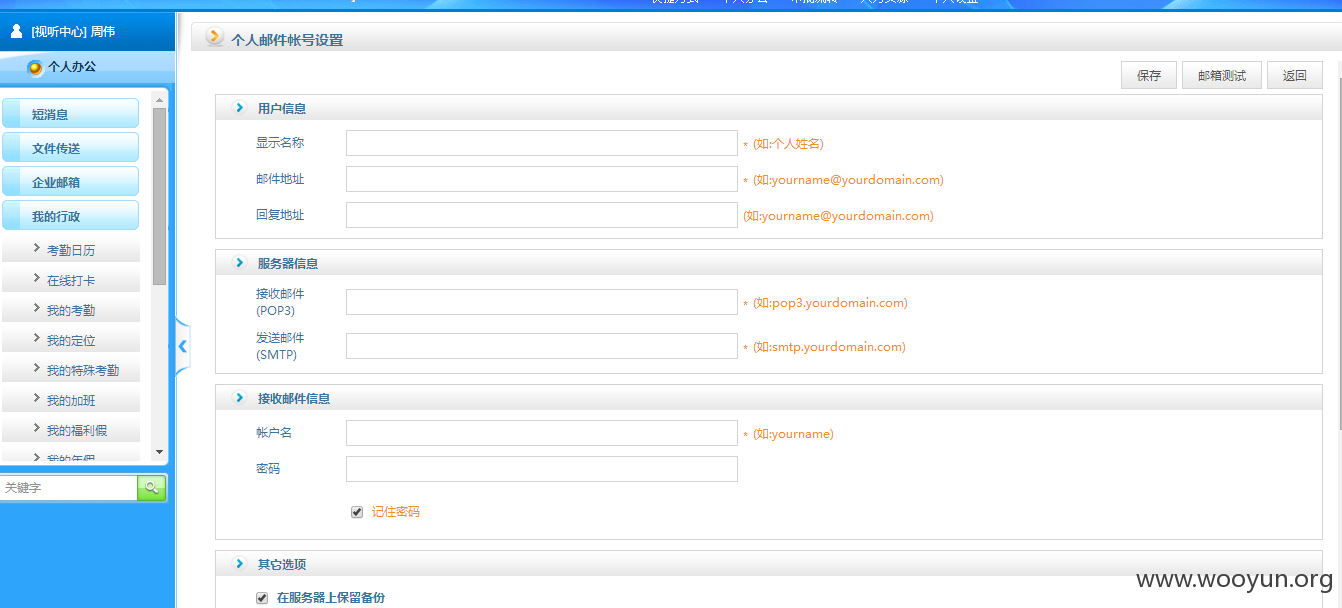 [视听中心] 周伟
个人办公
短消息
文件传送
企业邮箱
我的行政
考勤日历
在线打卡
我的考勤
我的定位
我的特殊考勤
我的加班
我的福利假
我的年假
关键字
个人邮件帐号设置
保存 邮箱测试 返回
用户信息
显示名称 * (如:个人姓名)
邮件地址 * (如:yourname@yourdomain.com)
回复地址 (如:yourname@yourdomain.com)
服务器信息
接收邮件
(POP3) * (如:pop3.yourdomain.com)
发送邮件
(SMTP) * (如:smtp.yourdomain.com)
接收邮件信息
帐户名 * (如:yourname)
密码
记住密码
其它选项
在服务器上保留备份
www.wooyun.org